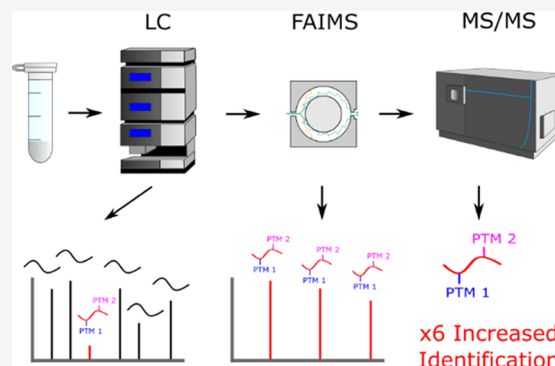 LC
FAIMS
MS/MS
PTM 2
PTM 1
PTM 2
PTM 1
PTM 2
PTM 1
PTM 2
PTM 1
PTM 2
PTM 1
x6 Increased
Identification